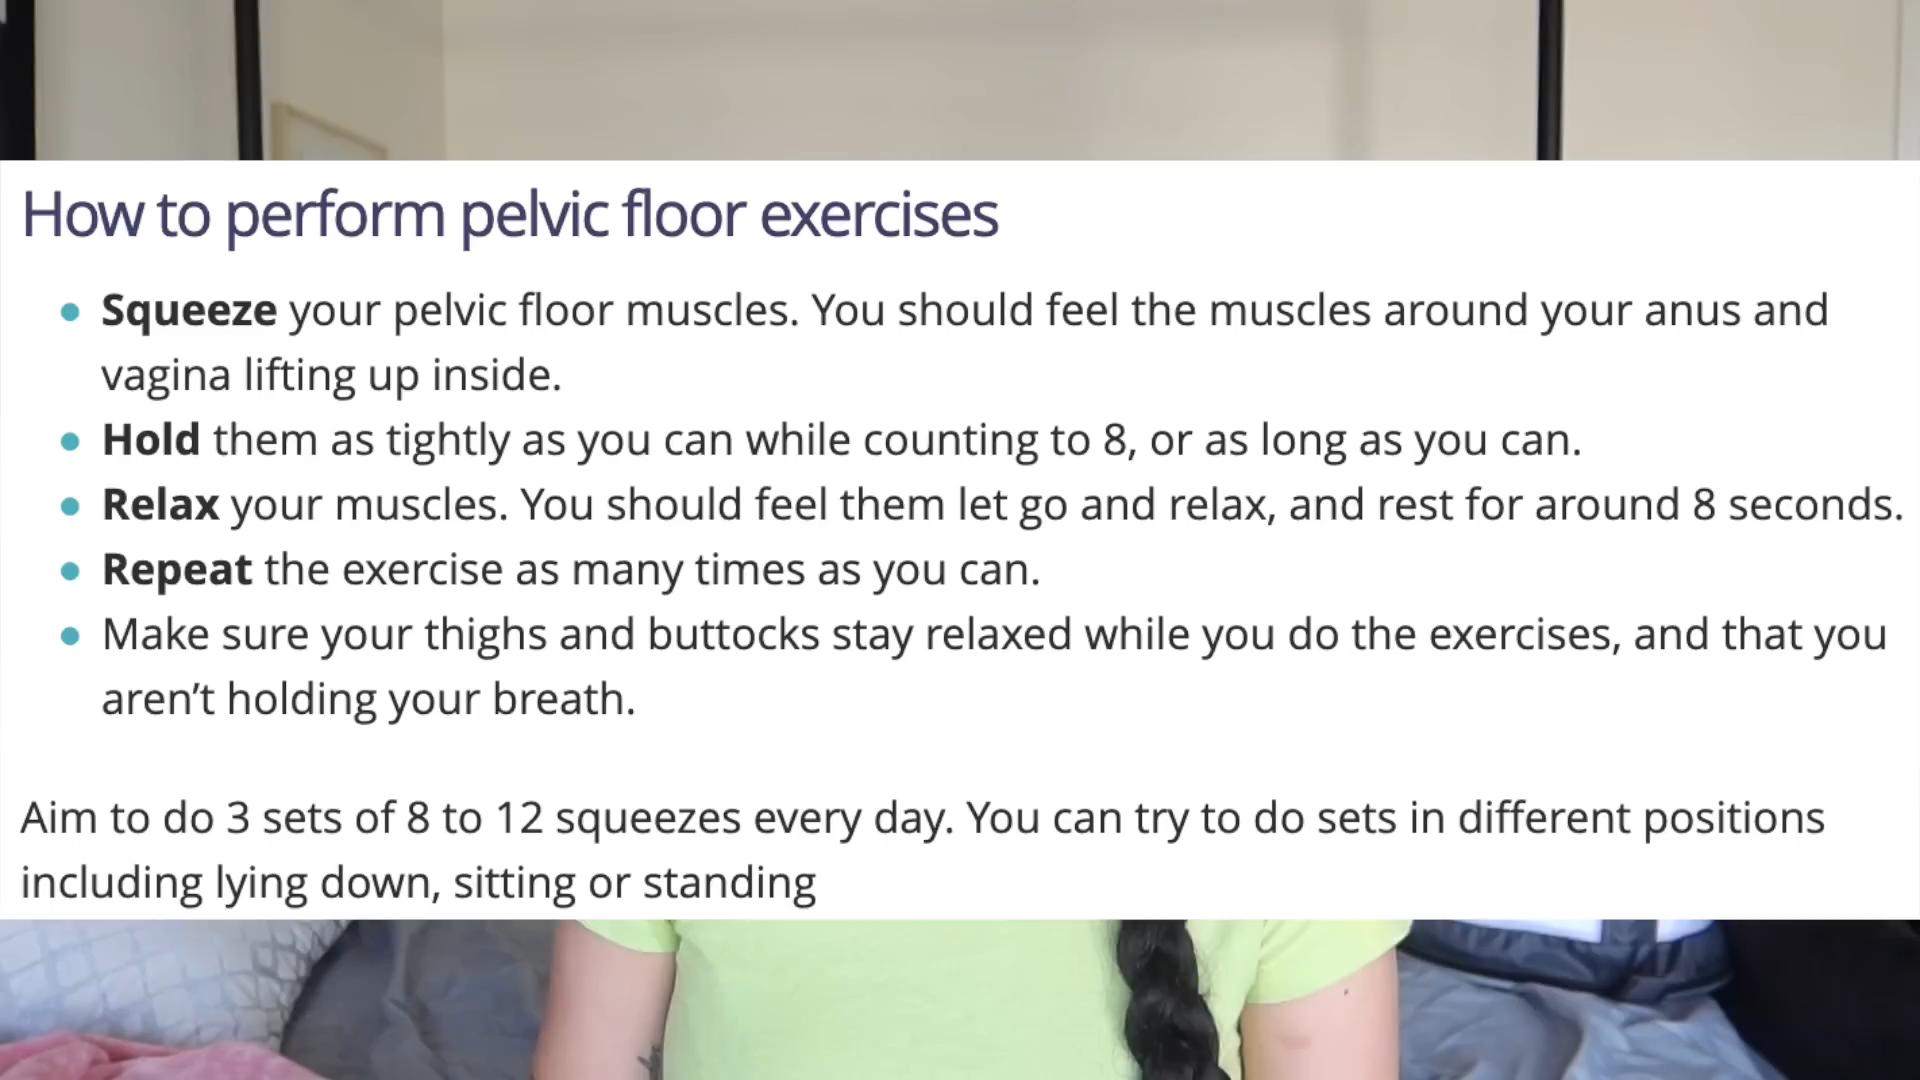 How to perform pelvic floor exercises
Squeeze your pelvic floor muscles. You should feel the muscles around your anus and
vagina lifting up inside.
Hold them as tightly as you can while counting to 8, or as long as you can.
Relax your muscles. You should feel them let go and relax, and rest for around 8 seconds.
Repeat the exercise as many times as you can.
Make sure your thighs and buttocks stay relaxed while you do the exercises, and that you
aren’t holding your breath.
Aim to do 3 sets of 8 to 12 squeezes every day. You can try to do sets in different positions
including lying down, sitting or standing